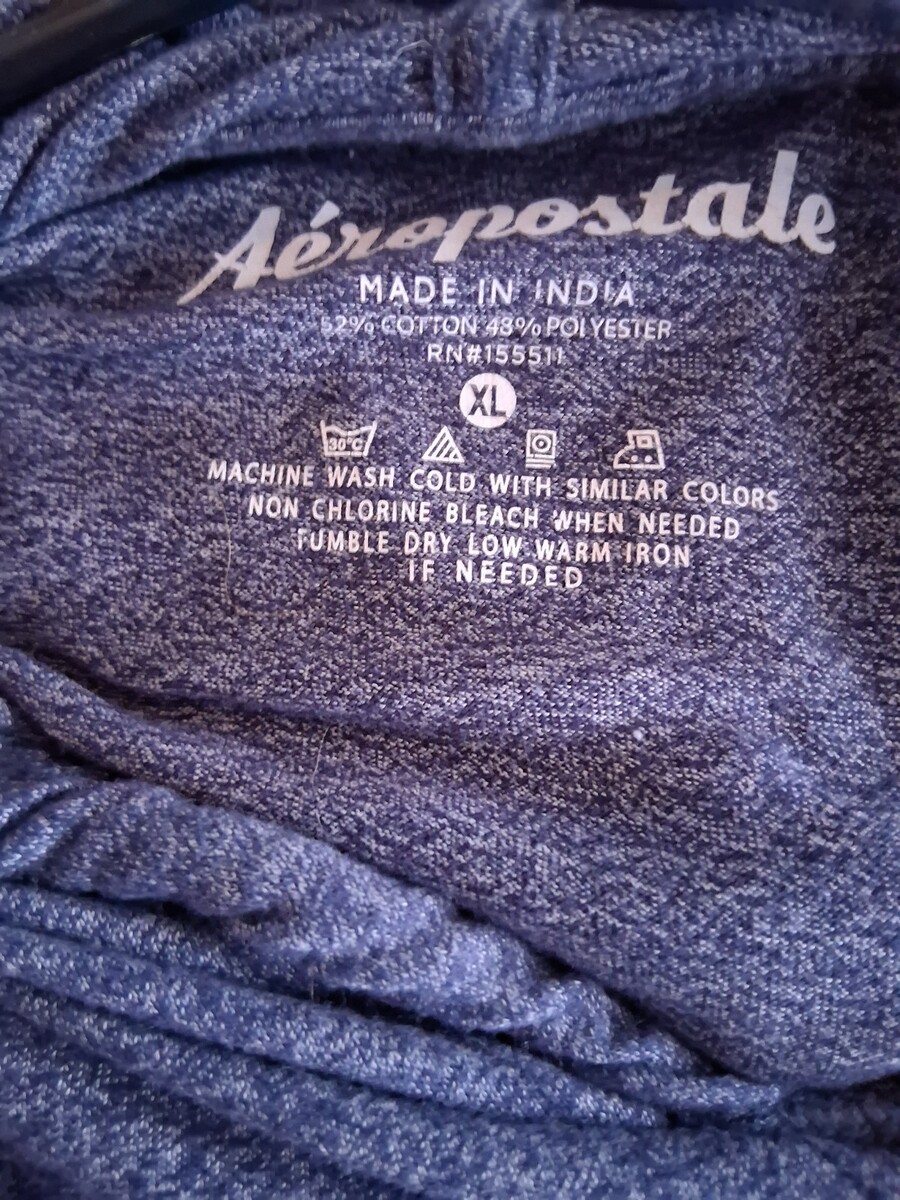 Aéropostale
MADE IN INDIA
52% COTTON 48% POLYESTER
RN#155511
XL
30°C
MACHINE WASH COLD WITH SIMILAR COLORS
NON CHLORINE BLEACH WHEN NEEDED
TUMBLE DRY LOW WARM IRON
IF NEEDED